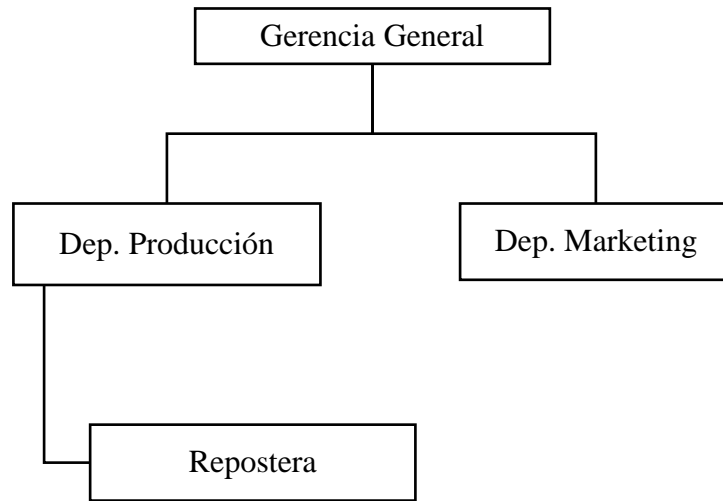 Gerencia General
Dep. Producción
Dep. Marketing
Repostera